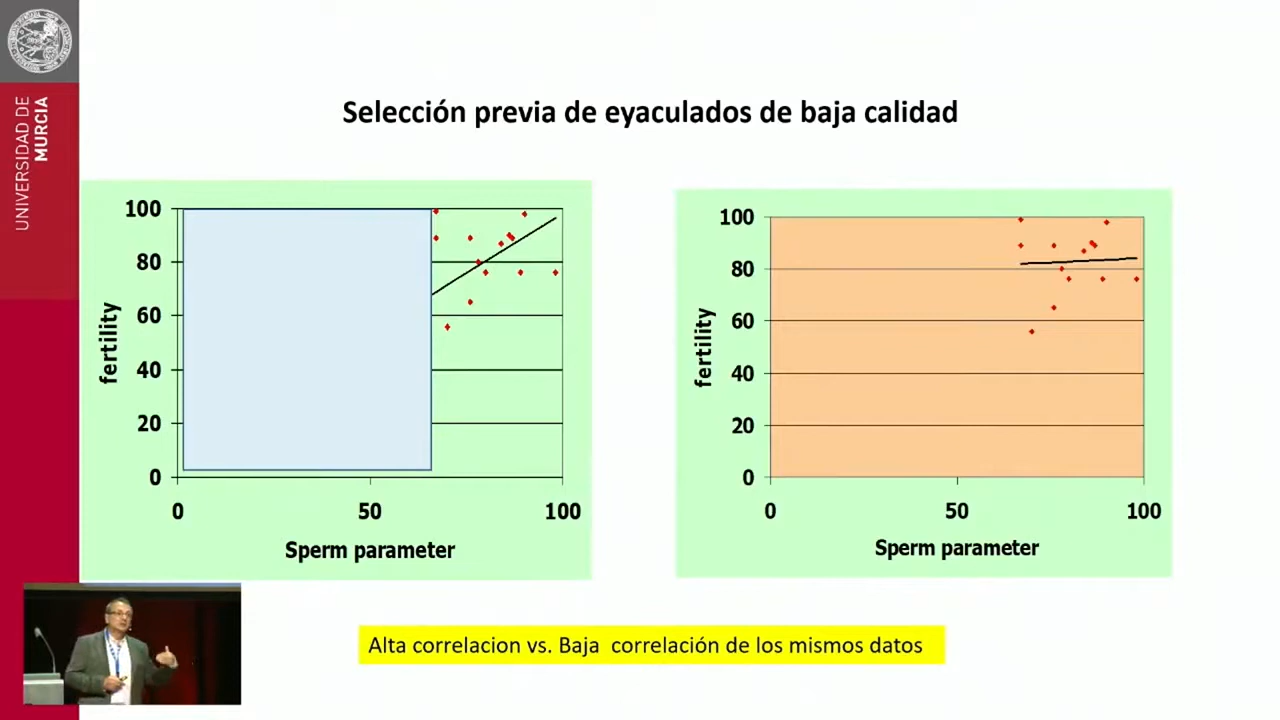 UNIVERSIDAD DE
MURCIA
Selección previa de eyaculados de baja calidad
100
80
60
40
20
0
fertility
0
50
100
Sperm parameter
100
80
60
40
20
0
fertility
0
50
100
Sperm parameter
Alta correlacion vs. Baja correlación de los mismos datos